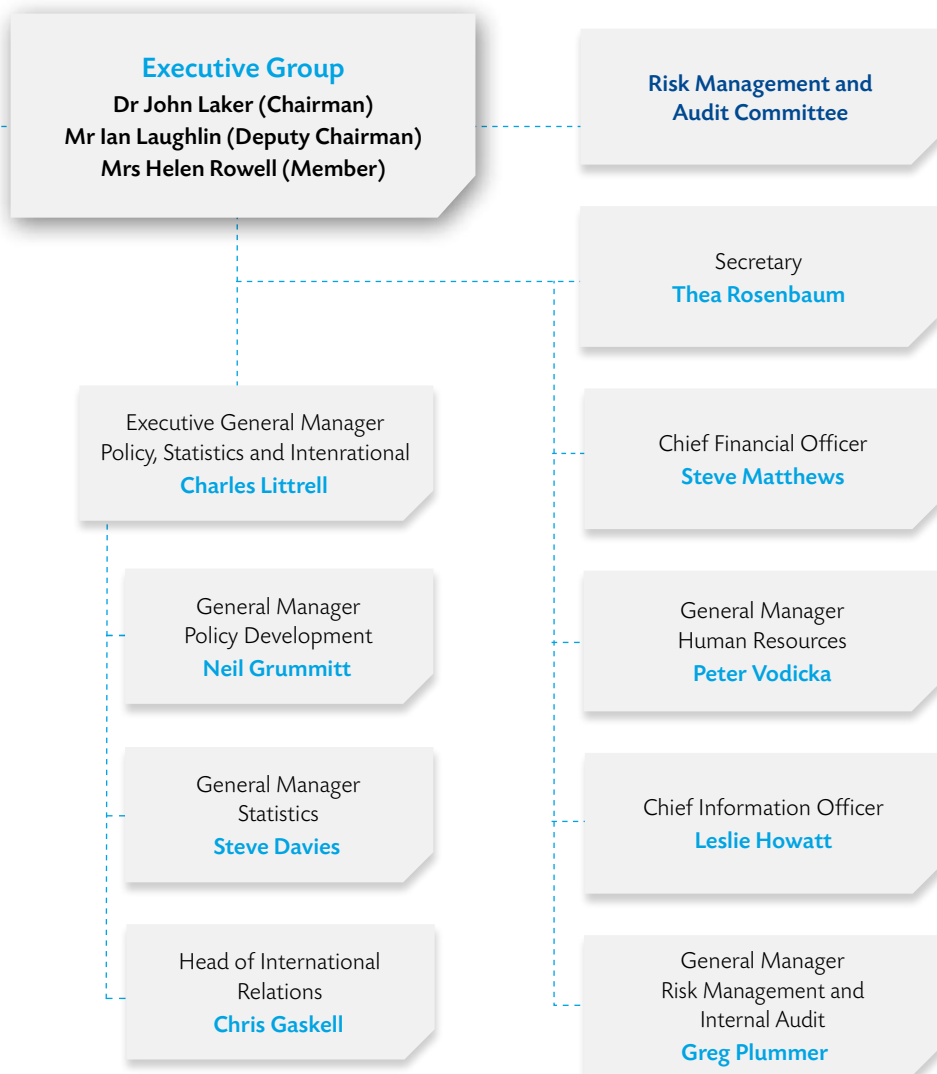 Executive Group
Dr John Laker (Chairman)
Mr Ian Laughlin (Deputy Chairman)
Mrs Helen Rowell (Member)
Risk Management and
Audit Committee
Secretary
Thea Rosenbaum
Executive General Manager
Policy, Statistics and Intenrational
Charles Littrell
General Manager
Policy Development
Neil Grummitt
General Manager
Statistics
Steve Davies
Head of International
Relations
Chris Gaskell
Chief Financial Officer
Steve Matthews
General Manager
Human Resources
Peter Vodicka
Chief Information Officer
Leslie Howatt
General Manager
Risk Management and
Internal Audit
Greg Plummer